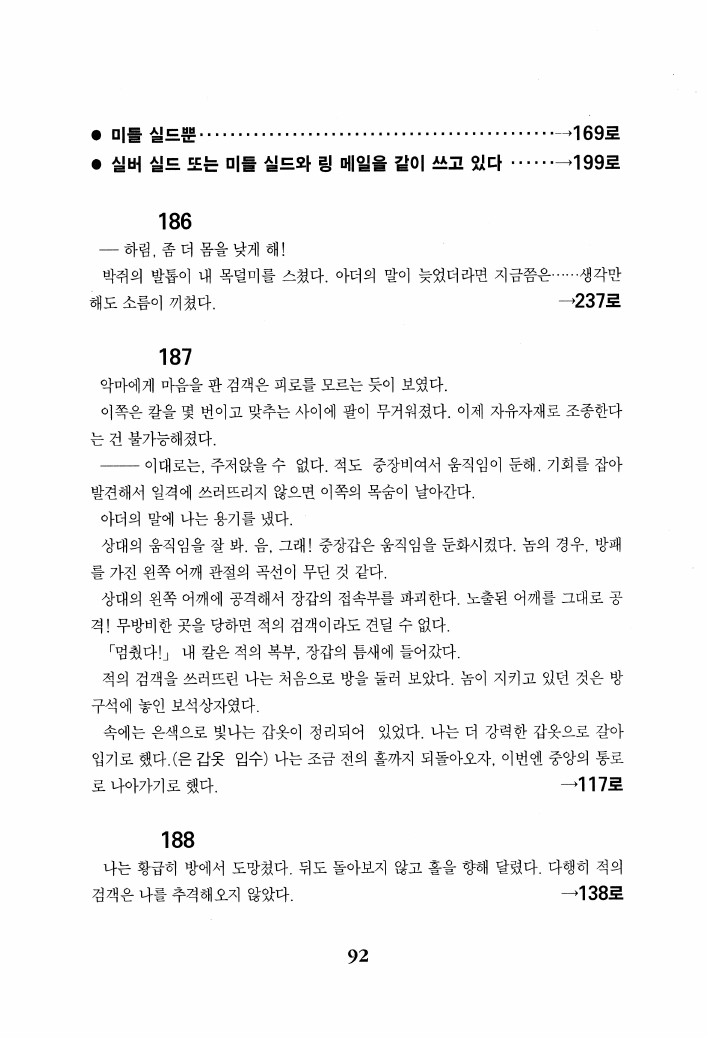 ● 미들 실드뿐··············································→169로
● 실버 실드 또는 미들 실드와 링 메일을 같이 쓰고 있다 ······→199로
186
── 하림, 좀 더 몸을 낮게 해!
박쥐의 발톱이 내 목덜미를 스쳤다. 아더의 말이 늦었더라면 지금쯤은……생각만
해도 소름이 끼쳤다. →237로
187
악마에게 마음을 판 검객은 피로를 모르는 듯이 보였다.
이쪽은 칼을 몇 번이고 맞추는 사이에 팔이 무거워졌다. 이제 자유자재로 조종한다
는 건 불가능해졌다.
─── 이대로는, 주저앉을 수 없다. 적도 중장비여서 움직임이 둔해. 기회를 잡아
발견해서 일격에 쓰러뜨리지 않으면 이쪽의 목숨이 날아간다.
아더의 말에 나는 용기를 냈다.
상대의 움직임을 잘 봐. 음, 그래! 중장갑은 움직임을 둔화시켰다. 놈의 경우, 방패
를 가진 왼쪽 어깨 관절의 곡선이 무딘 것 같다.
상대의 왼쪽 어깨에 공격해서 장갑의 접속부를 파괴한다. 노출된 어깨를 그대로 공
격! 무방비한 곳을 당하면 적의 검객이라도 견딜 수 없다.
「멈췄다!」 내 칼은 적의 복부, 장갑의 틈새에 들어갔다.
적의 검객을 쓰러뜨린 나는 처음으로 방을 둘러 보았다. 놈이 지키고 있던 것은 방
구석에 놓인 보석상자였다.
속에는 은색으로 빛나는 갑옷이 정리되어 있었다. 나는 더 강력한 갑옷으로 갈아
입기로 했다.(은 갑옷 입수) 나는 조금 전의 홀까지 되돌아오자, 이번엔 중앙의 통로
로 나아가기로 했다. →117로
188
나는 황급히 방에서 도망쳤다. 뒤도 돌아보지 않고 홀을 향해 달렸다. 다행히 적의
검객은 나를 추격해오지 않았다. →138로
92